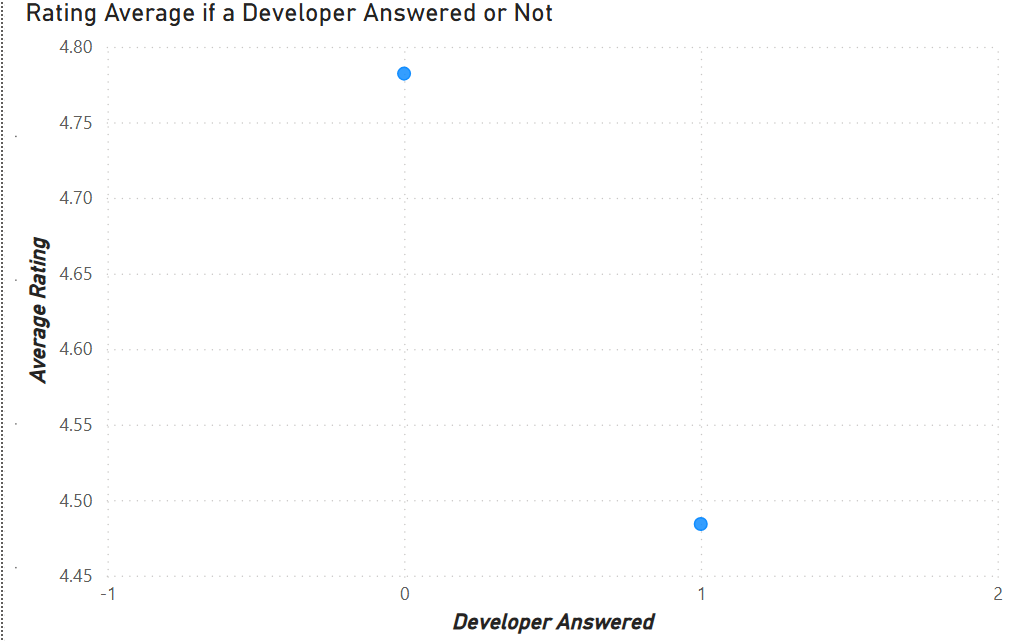 Rating Average if a Developer Answered or Not
4.80
4.75
4.70
4.65
4.60
4.55
4.50
4.45
Average Rating
-1 0 1 2
Developer Answered